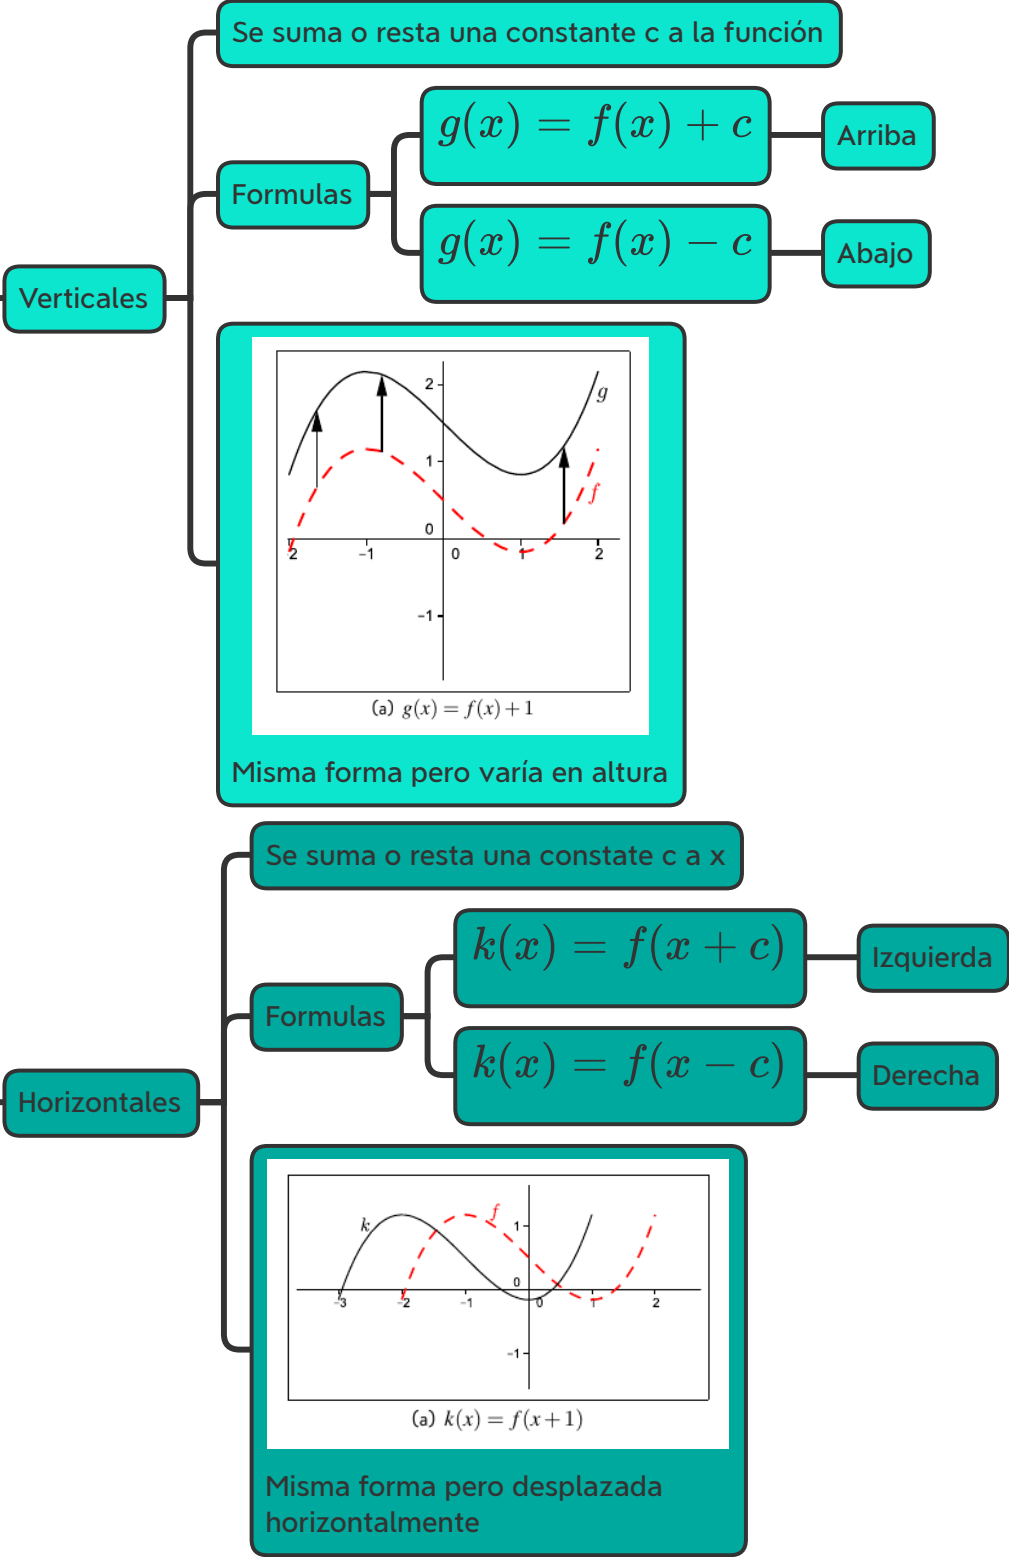 Se suma o resta una constante c a la función
g(x) = f(x) + c
Arriba
Formulas
g(x) = f(x) − c
Abajo
Verticales
2
g
1
f
0
2
−1
0
1
2
−1
(a) g(x) = f(x)+1
Misma forma pero varía en altura
Se suma o resta una constate c a x
k(x) = f(x + c)
Izquierda
Formulas
k(x) = f(x − c)
Derecha
Horizontales
k
f
1
0
−3
−2
−1
0
1
2
−1
(a) k(x) = f(x+1)
Misma forma pero desplazada
horizontalmente